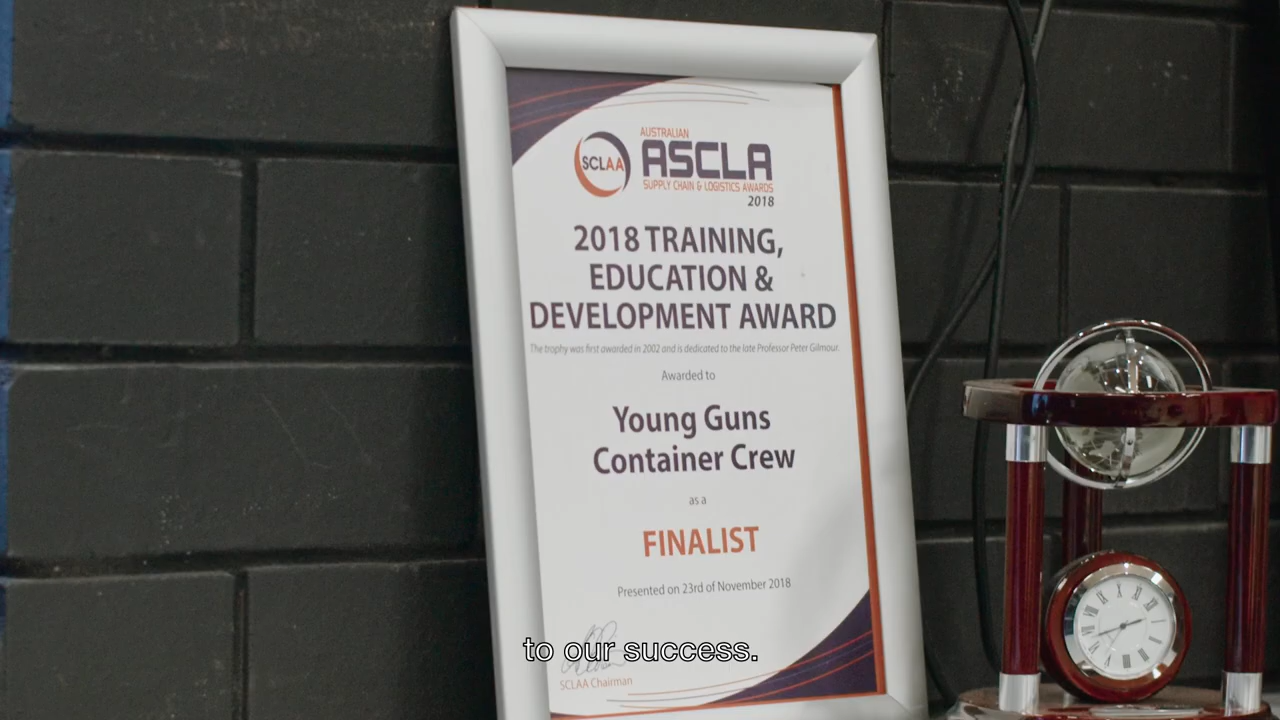 AUSTRALIAN
SCLAA
ASCLA
SUPPLY CHAIN & LOGISTICS AWARDS
2018
2018 TRAINING,
EDUCATION &
DEVELOPMENT AWARD
The trophy was first awarded in 2002 and is dedicated to the late Professor Peter Gilmour.
Awarded to
Young Guns
Container Crew
as a
FINALIST
Presented on 23rd of November 2018
to our success.
SCLAA Chairman